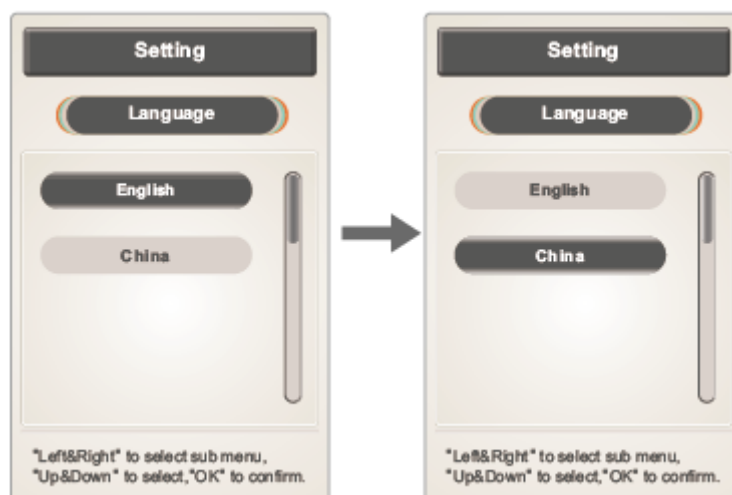 Setting
Language
English
China
"Left&Right" to select sub menu,
"Up&Down" to select,"OK" to confirm.
Setting
Language
English
China
"Left&Right" to select sub menu,
"Up&Down" to select,"OK" to confirm.